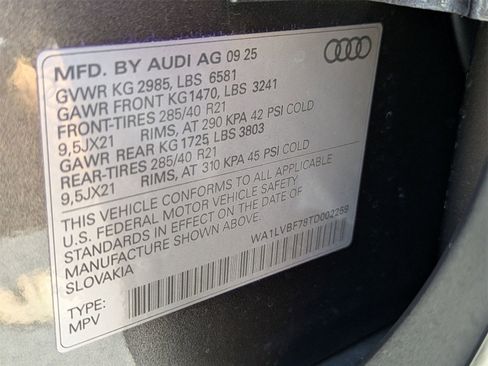 MFD. BY AUDI AG 09 25
GVWR KG 2985, LBS 6581
GAWR FRONT KG1470, LBS 3241
FRONT-TIRES 285/40 R21
9,5JX21 RIMS, AT 290 KPA 42 PSI COLD
GAWR REAR KG 1725, LBS 3803
REAR-TIRES 285/40 R21
9,5JX21 RIMS, AT 310 KPA 45 PSI COLD
THIS VEHICLE CONFORMS TO ALL APPLICABLE
U.S. FEDERAL MOTOR VEHICLE SAFETY
STANDARDS IN EFFECT ON THE DATE OF
MANUFACTURE SHOWN ABOVE
SLOVAKIA
WA1LVBF78TD002259
TYPE:
MPV